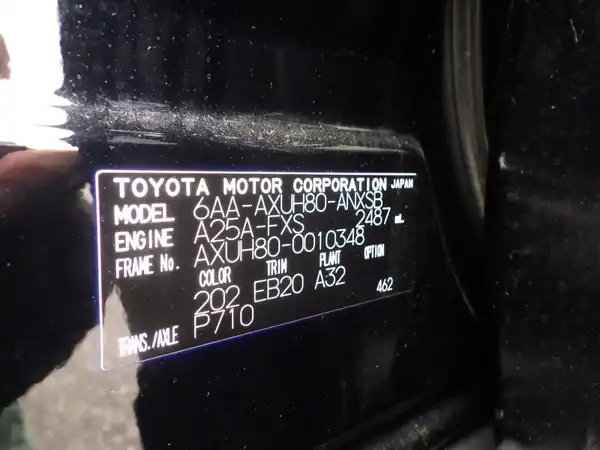 TOYOTA MOTOR CORPORATION JAPAN
MODEL 6AA-AXUH80-ANXSB
ENGINE A25A-FXS 2487 mL
FRAME No. AXUH80-0010348
COLOR TRIM PLANT OPTION
202 EB20 A32 462
TRANS./AXLE P710